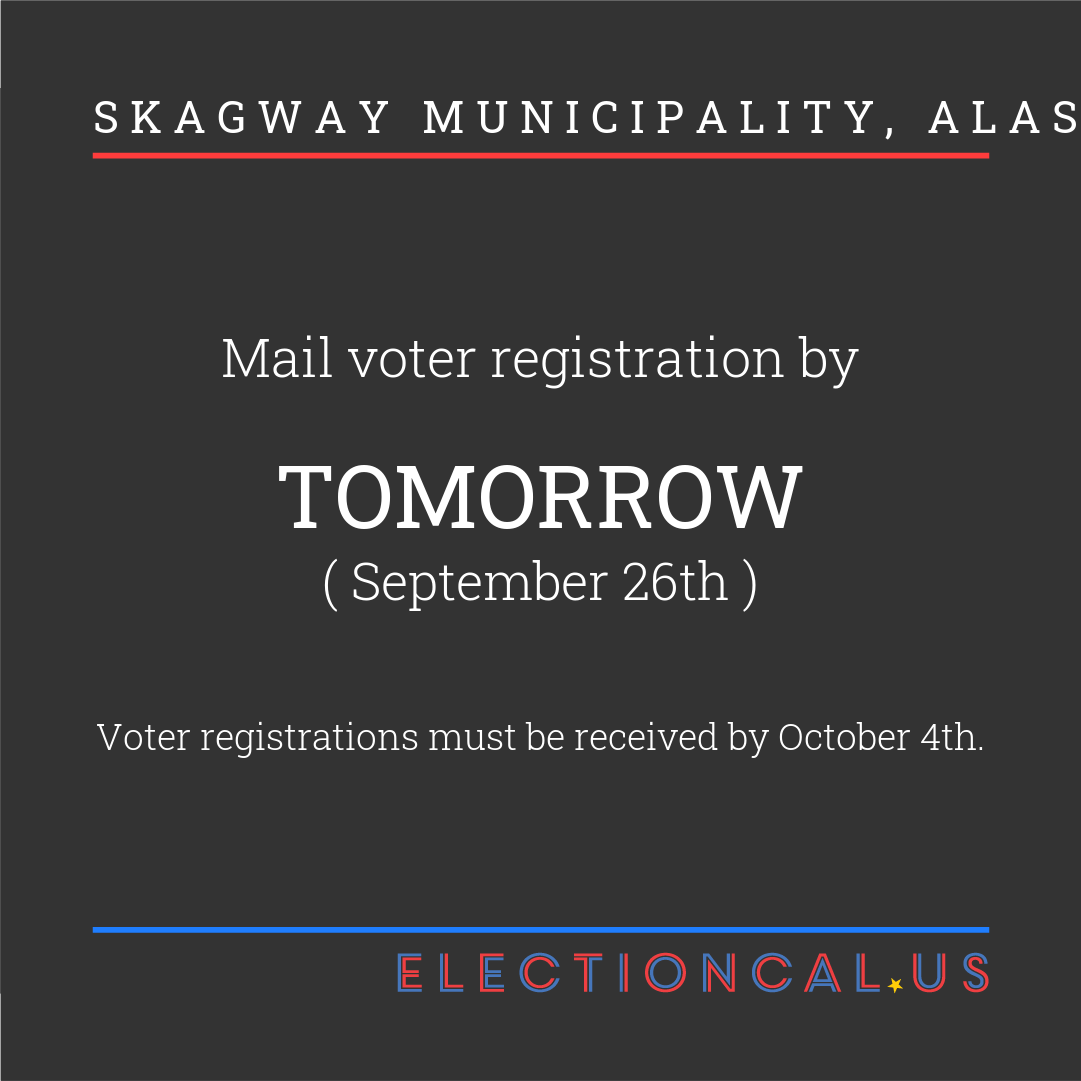 SKAGWAY MUNICIPALITY, ALAS
Mail voter registration by
TOMORROW
( September 26th )
Voter registrations must be received by October 4th.
ELECTIONCAL.US